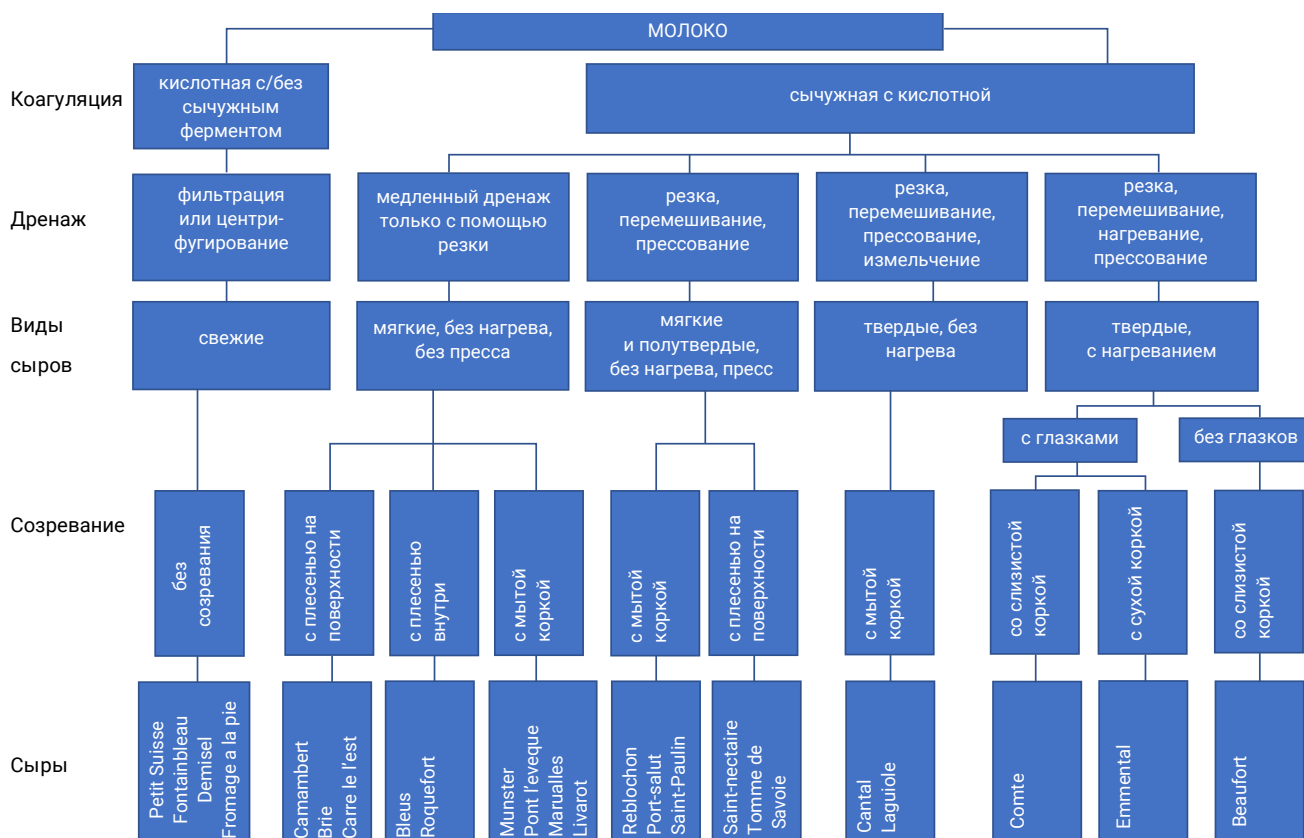 МОЛОКО
Коагуляция
кислотная с/без
сычужным
ферментом
сычужная с кислотной
Дренаж
фильтрация
или центри-
фугирование
медленный дренаж
только с помощью
резки
резка,
перемешивание,
прессование
резка,
перемешивание,
прессование,
измельчение
резка,
перемешивание,
нагревание,
прессование
Виды
сыров
свежие
мягкие, без нагрева,
без пресса
мягкие
и полутвердые,
без нагрева, пресс
твердые, без
нагрева
твердые,
с нагреванием
с глазками
без глазков
Созревание
без
созревания
с плесенью на
поверхности
с плесенью
внутри
с мытой
коркой
с мытой
коркой
с плесенью на
поверхности
с мытой
коркой
со слизистой
коркой
с сухой коркой
со слизистой
коркой
Сыры
Petit Suisse
Fontainbleau
Demisel
Fromage a la pie
Camambert
Brie
Carre le l'est
Bleus
Roquefort
Munster
Pont l'eveque
Marualles
Livarot
Reblochon
Port-salut
Saint-Paulin
Saint-nectaire
Tomme de
Savoie
Cantal
Laguiole
Comte
Emmental
Beaufort